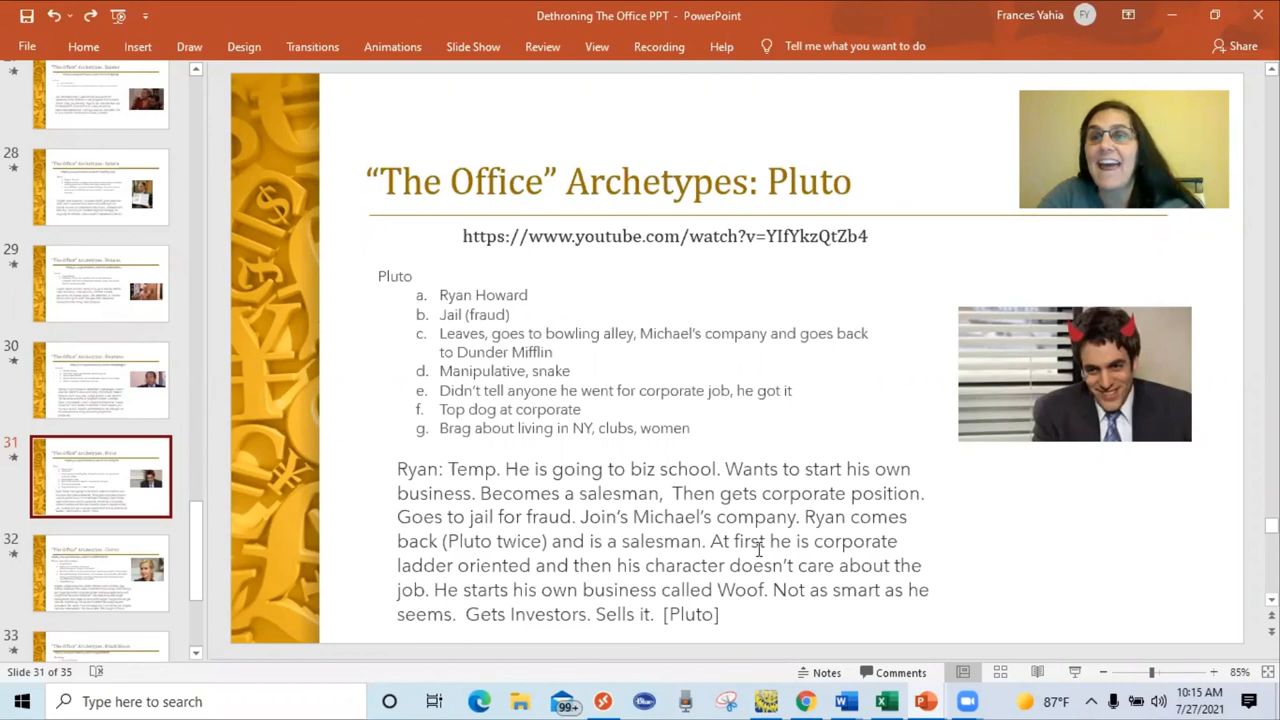 Dethroning The Office PPT - PowerPoint
Frances Yahia
FY
File
Home
Insert
Draw
Design
Transitions
Animations
Slide Show
Review
View
Recording
Help
Tell me what you want to do
Share
28
29
30
31
32
33
“The Office” Archetypes: Pluto
https://www.youtube.com/watch?v=YIfYkzQtZb4
Pluto
a. Ryan Howard
b. Jail (fraud)
c. Leaves, goes to bowling alley, Michael’s company and goes back
to Dunder Mifflin
snake
e. Didn’t tell anyone he went for corporate job, he got it
f. Top dog at corporate
g. Brag about living in NY, clubs, women
Ryan: Temp. He is going to biz school. Wants to start his own
business. Becomes a salesman. Then gets corporate position.
Goes to jail for fraud. Join’s Michael’s company. Ryan comes
back (Pluto twice) and is a salesman. At first he is corporate
ladder oriented and then his character doesn’t care about the
job. He starts his own business called smart as he
seems. Gets investors. Sells it. [Pluto]
Slide 31 of 35
Notes
Comments
85%
Type here to search
99+
87°F
10:15 AM
7/27/2021